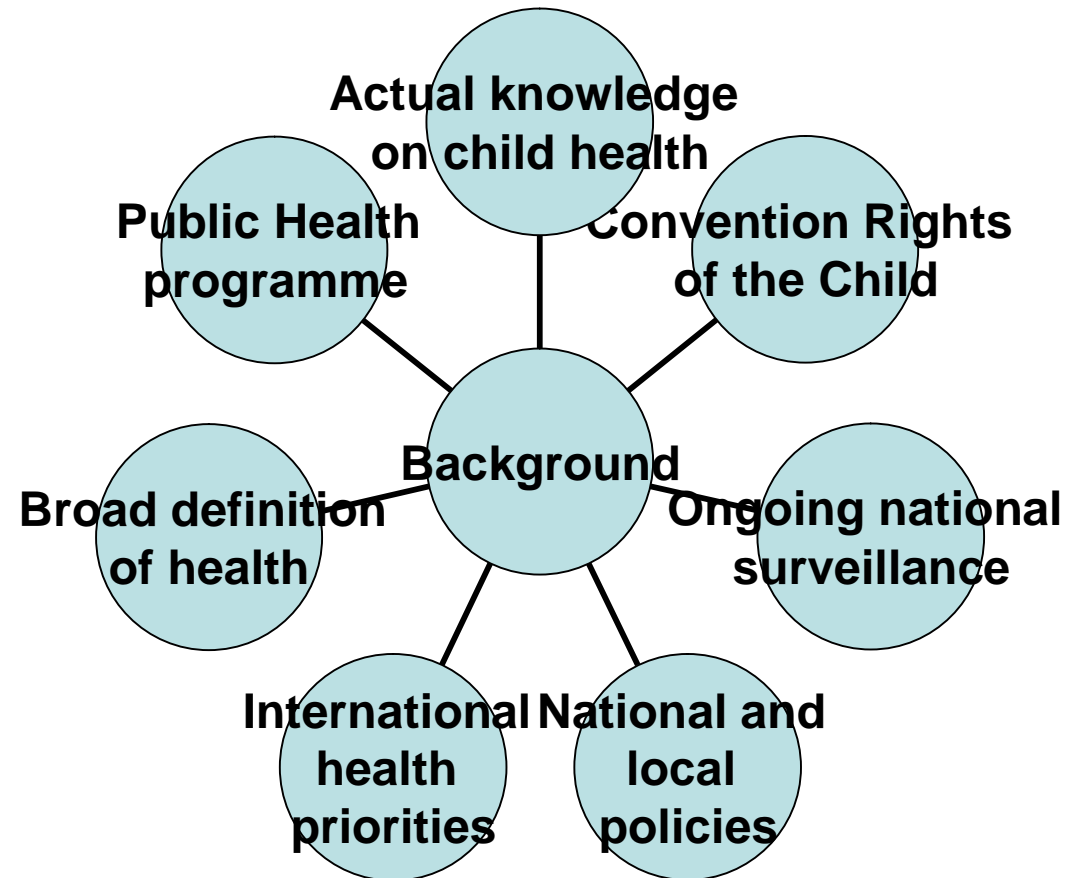 Actual knowledge
on child health
Public Health
programme
Convention Rights
of the Child
Background
Broad definition
of health
Ongoing national
surveillance
International
health
priorities
National and
local
policies